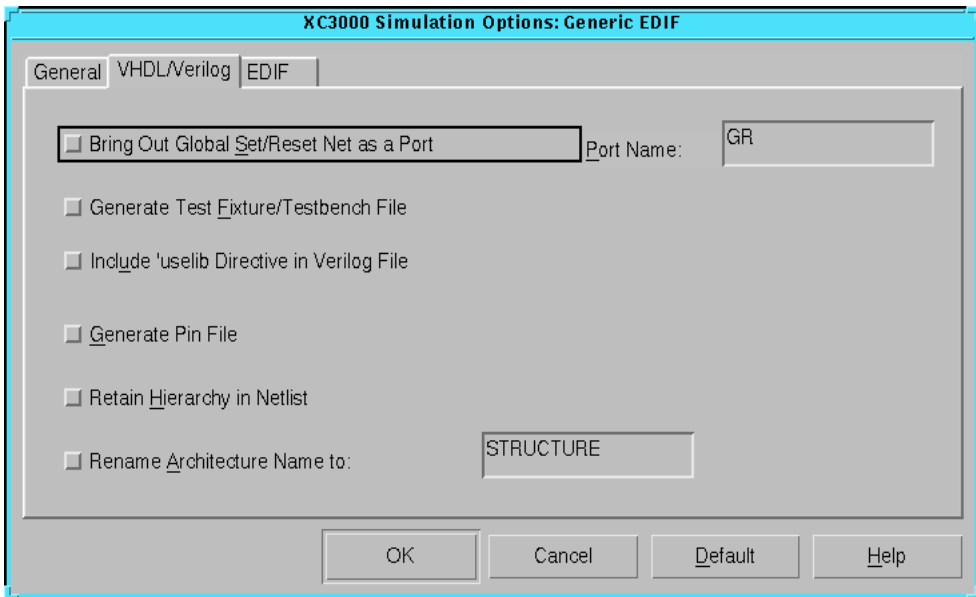 XC3000 Simulation Options: Generic EDIF
General VHDL/Verilog EDIF
Bring Out Global Set/Reset Net as a Port Port Name: GR
Generate Test Fixture/Testbench File
Include 'uselib Directive in Verilog File
Generate Pin File
Retain Hierarchy in Netlist
Rename Architecture Name to: STRUCTURE
OK Cancel Default Help